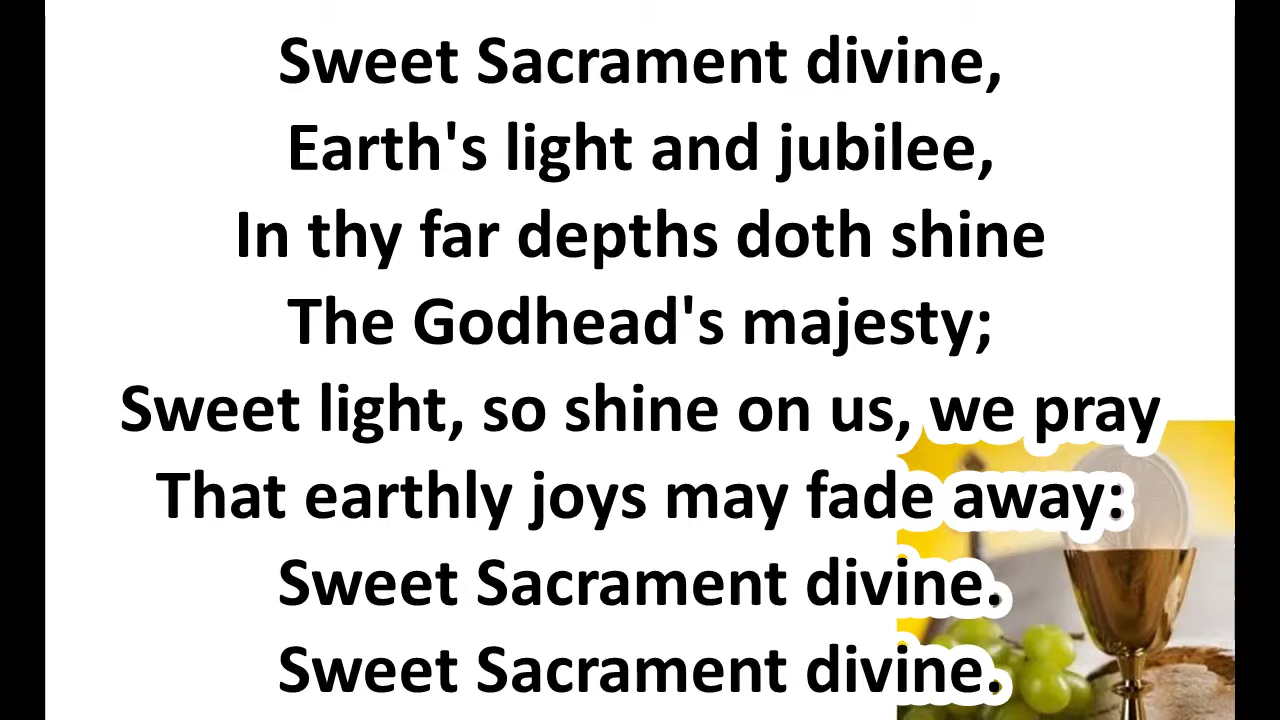 Sweet Sacrament divine,
Earth's light and jubilee,
In thy far depths doth shine
The Godhead's majesty;
Sweet light, so shine on us, we pray
That earthly joys may fade away:
Sweet Sacrament divine.
Sweet Sacrament divine.